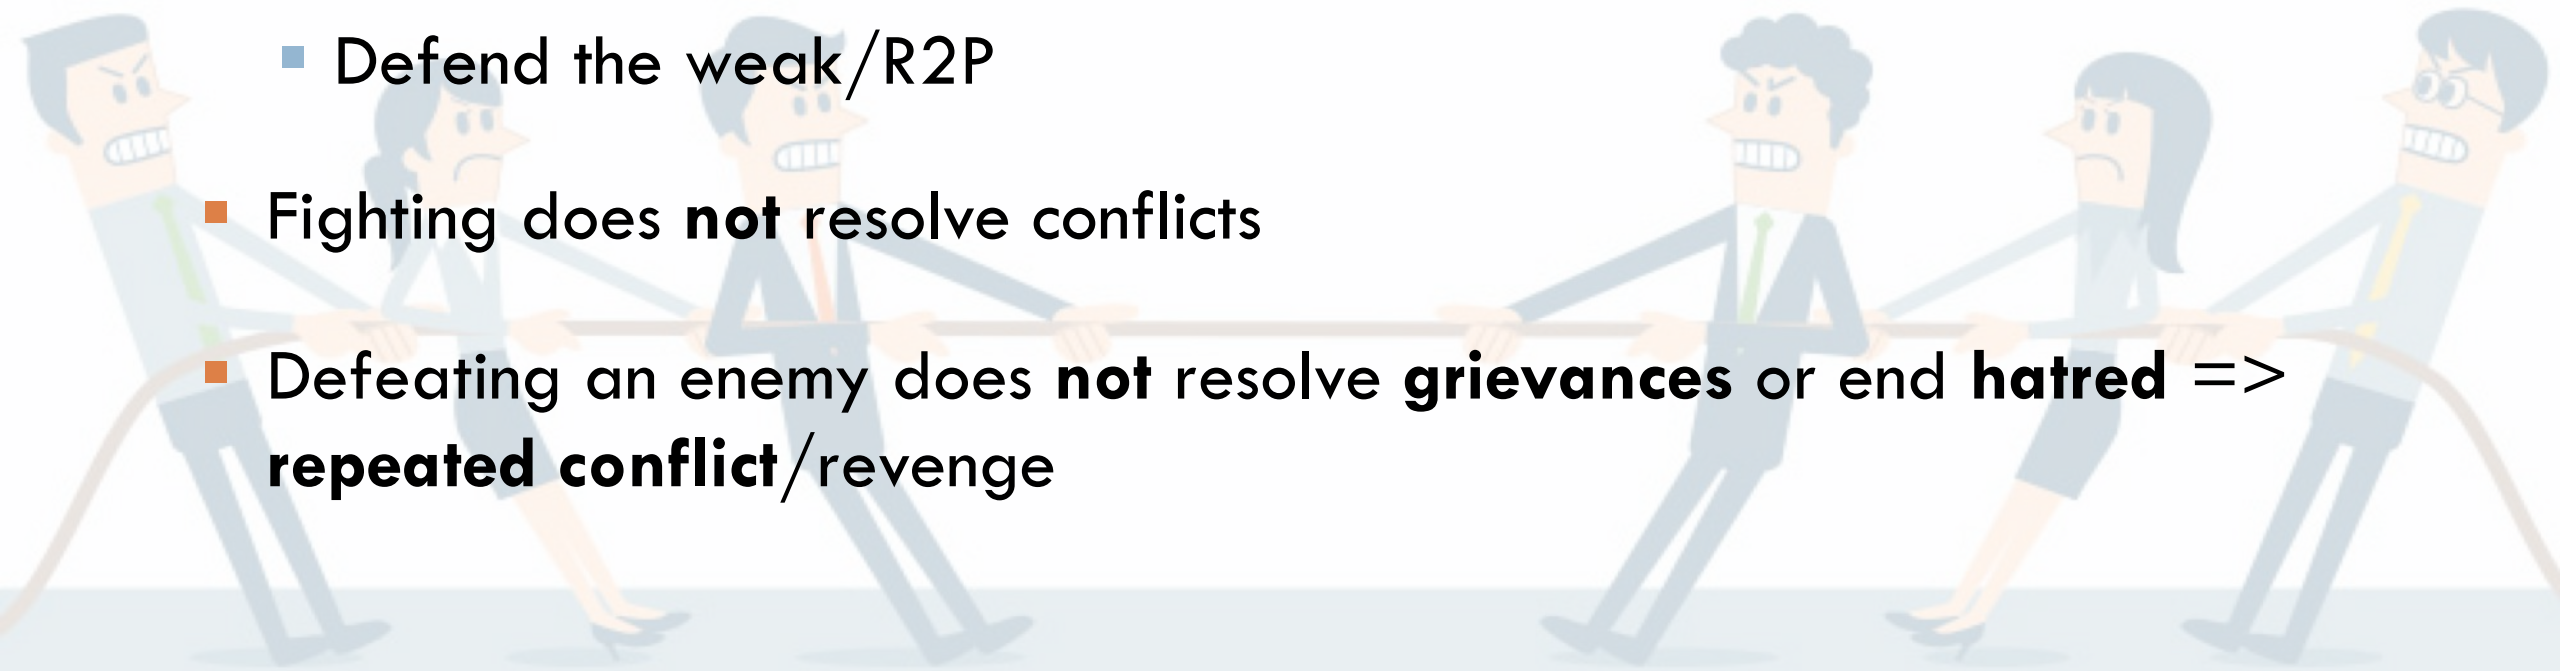 Defend the weak/R2P
Fighting does not resolve conflicts
Defeating an enemy does not resolve grievances or end hatred =>
repeated conflict/revenge